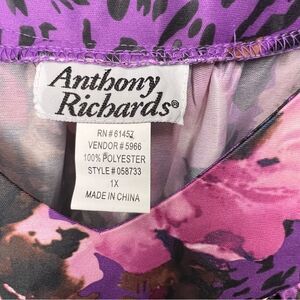 Anthony
Richards®
RN# 61457
VENDOR # 5966
100% POLYESTER
STYLE # 058733
1X
MADE IN CHINA